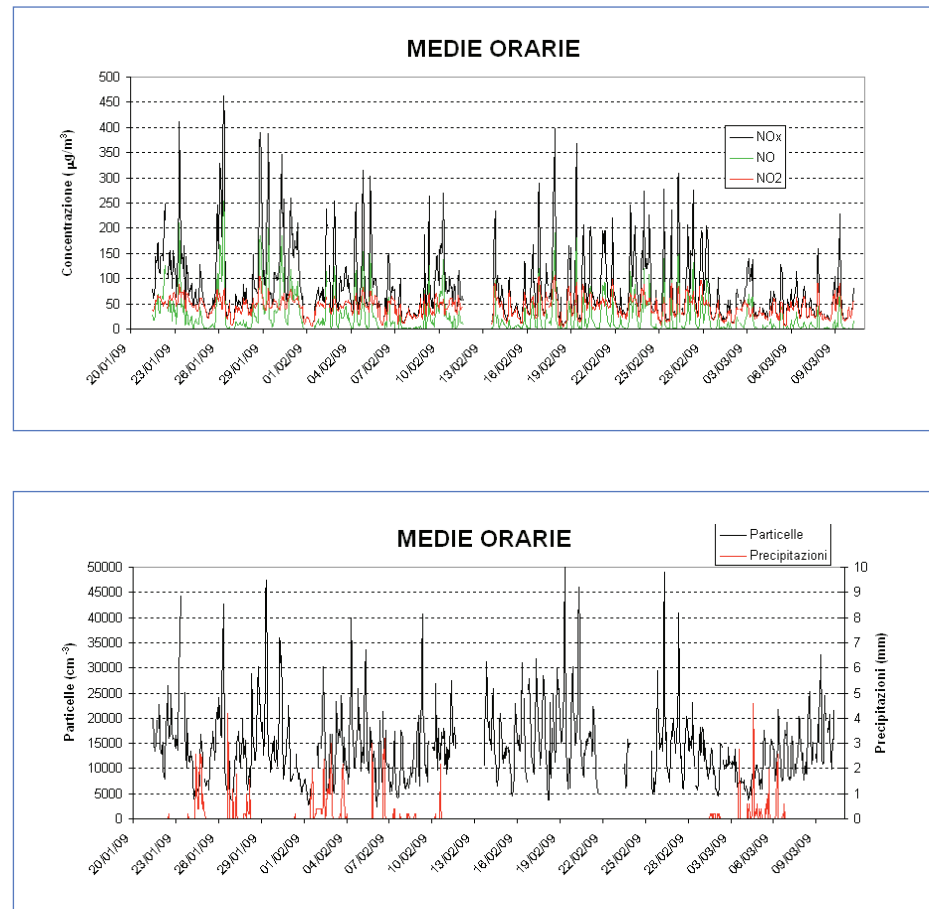 MEDIE ORARIE
Concentrazione (µg/m³)
500
450
400
350
300
250
200
150
100
50
0
NOx
NO
NO2
20/01/09 23/01/09 26/01/09 29/01/09 01/02/09 04/02/09 07/02/09 10/02/09 13/02/09 16/02/09 19/02/09 22/02/09 25/02/09 28/02/09 03/03/09 06/03/09 09/03/09
MEDIE ORARIE
Particelle
Precipitazioni
Particelle (cm⁻³)
50000
45000
40000
35000
30000
25000
20000
15000
10000
5000
0
10
9
8
7
6
5
4
3
2
1
0
Precipitazioni (mm)
20/01/09 23/01/09 26/01/09 29/01/09 01/02/09 04/02/09 07/02/09 10/02/09 13/02/09 16/02/09 19/02/09 22/02/09 25/02/09 28/02/09 03/03/09 06/03/09 09/03/09